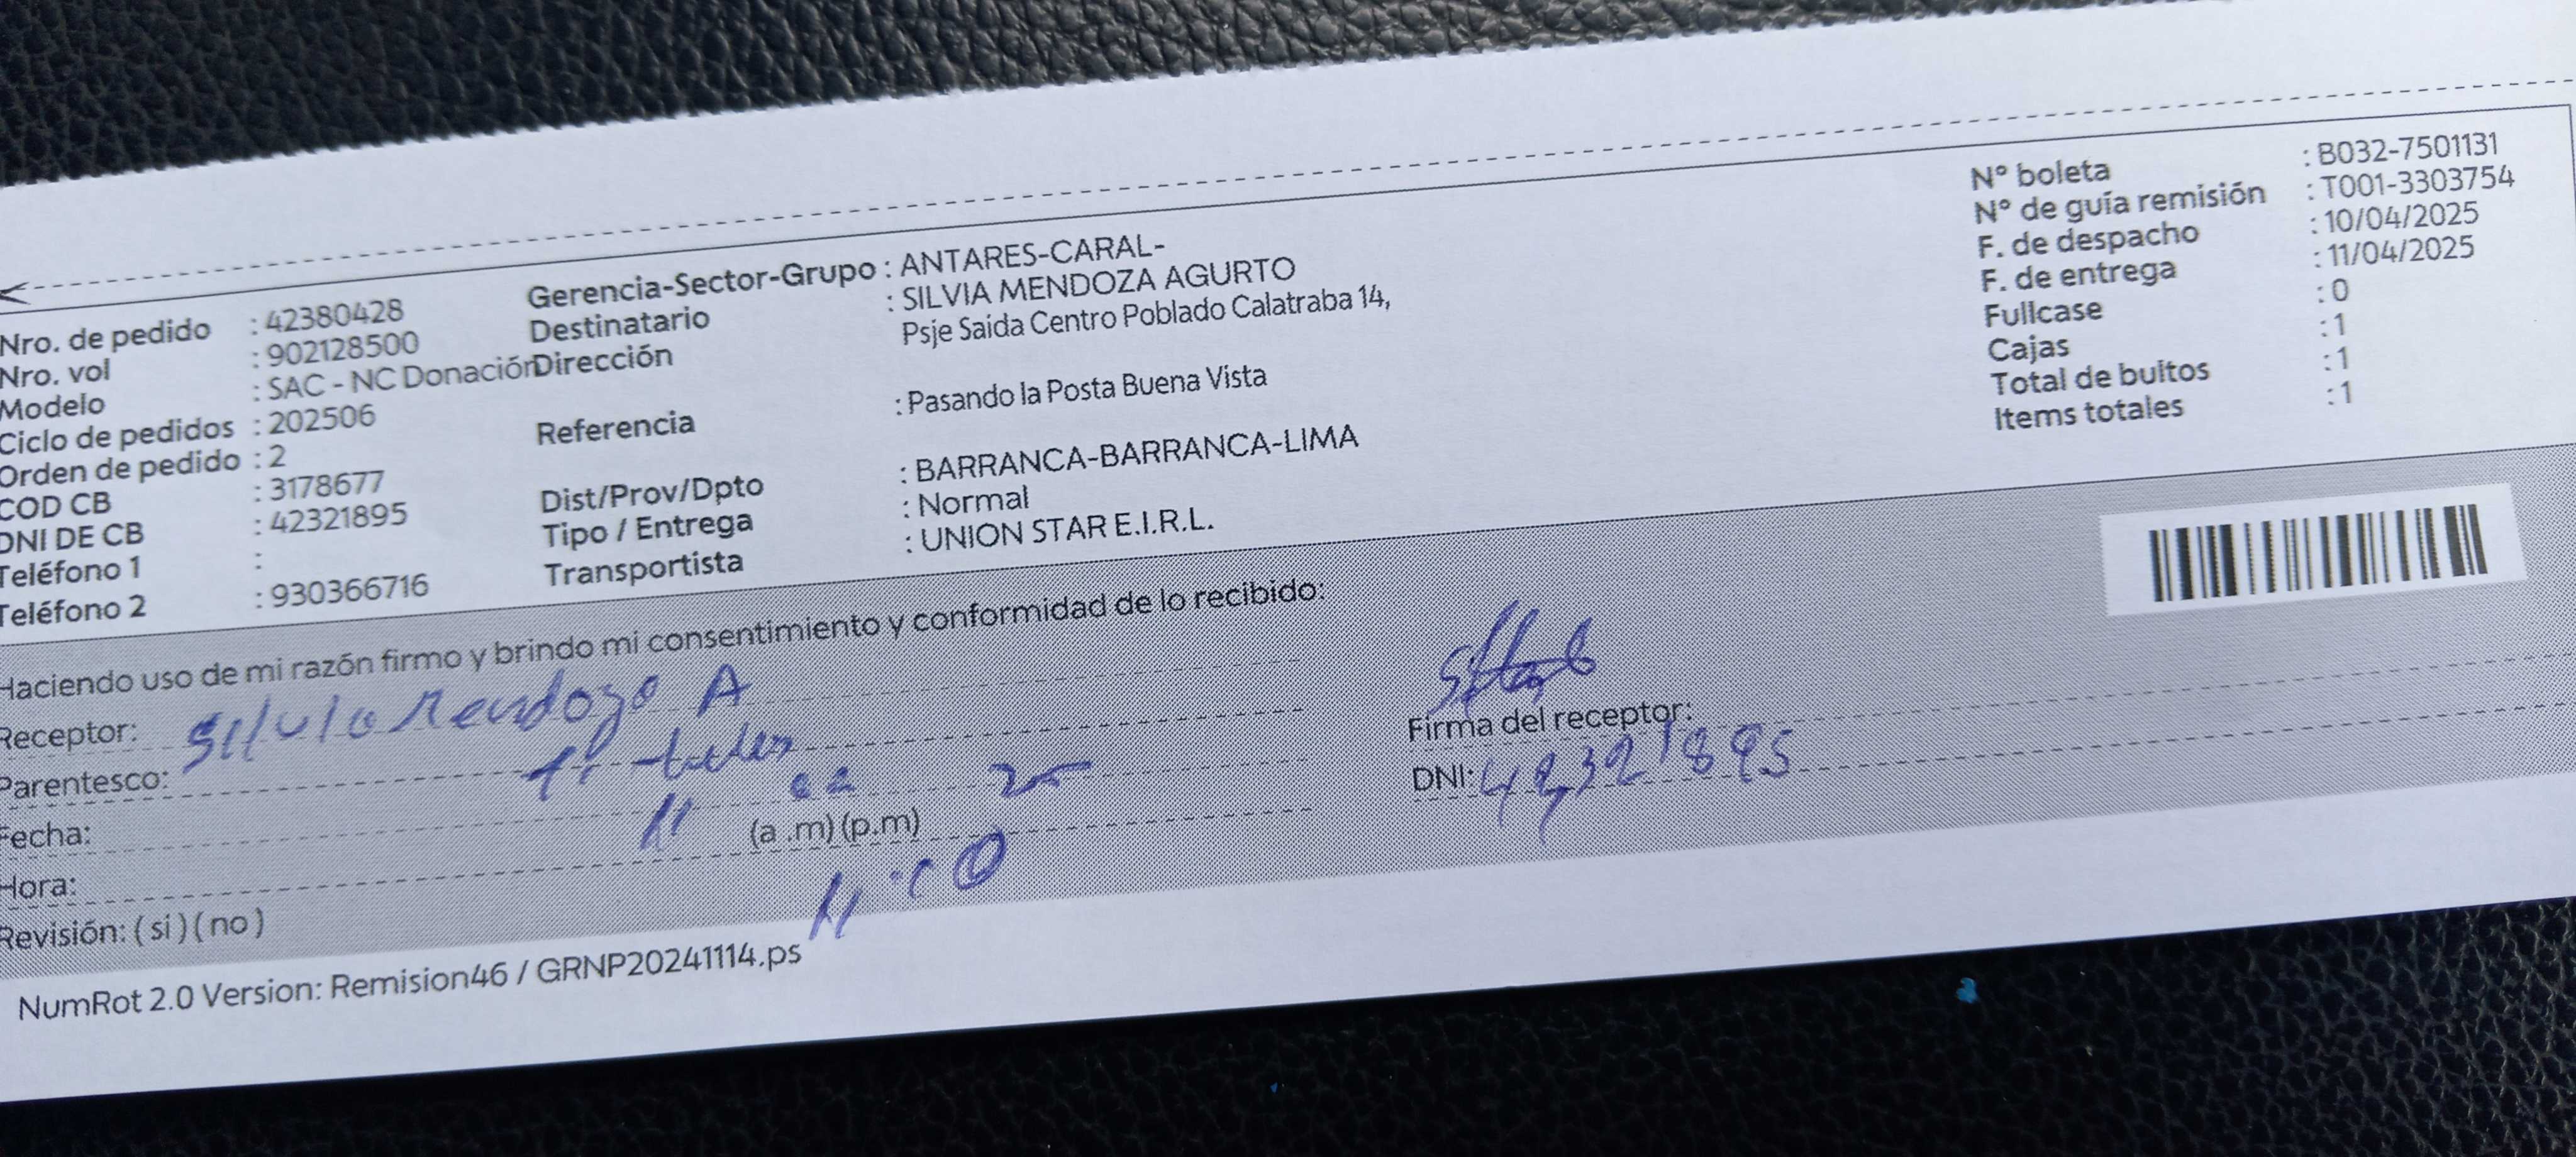 Nro. de pedido : 42380428
Nro. vol : 902128500
Modelo : SAC - NC Donación
Ciclo de pedidos : 202506
Orden de pedido : 2
COD CB : 3178677
DNI DE CB : 42321895
Teléfono 1 :
Teléfono 2 : 930366716
Gerencia-Sector-Grupo : ANTARES-CARAL-
Destinatario : SILVIA MENDOZA AGURTO
Dirección Psje Saida Centro Poblado Calatraba 14,
Referencia : Pasando la Posta Buena Vista
Dist/Prov/Dpto : BARRANCA-BARRANCA-LIMA
Tipo / Entrega : Normal
Transportista : UNION STAR E.I.R.L.
N° boleta : B032-7501131
N° de guía remisión : T001-3303754
F. de despacho : 10/04/2025
F. de entrega : 11/04/2025
Fullcase : 0
Cajas : 1
Total de bultos : 1
Items totales : 1
Haciendo uso de mi razón firmo y brindo mi consentimiento y conformidad de lo recibido:
Receptor: Silvia Mendoza A
Parentesco:
Fecha: 11 25
Hora: (a .m) (p.m)
Revisión: ( si ) ( no )
Firma del receptor:
DNI: 42321895
NumRot 2.0 Version: Remision46 / GRNP20241114.ps